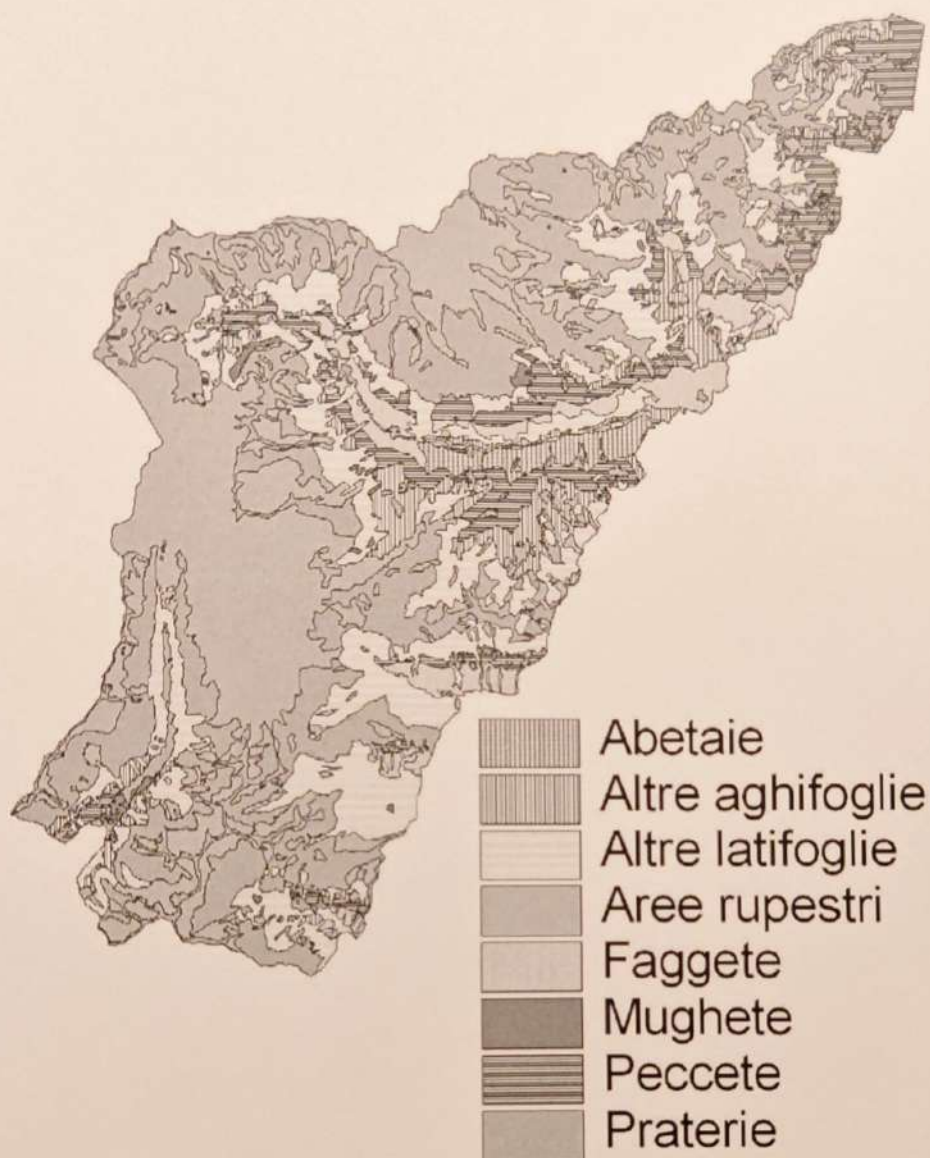 Abetaie
Altre aghifoglie
Altre latifoglie
Aree rupestri
Faggete
Mughete
Peccete
Praterie